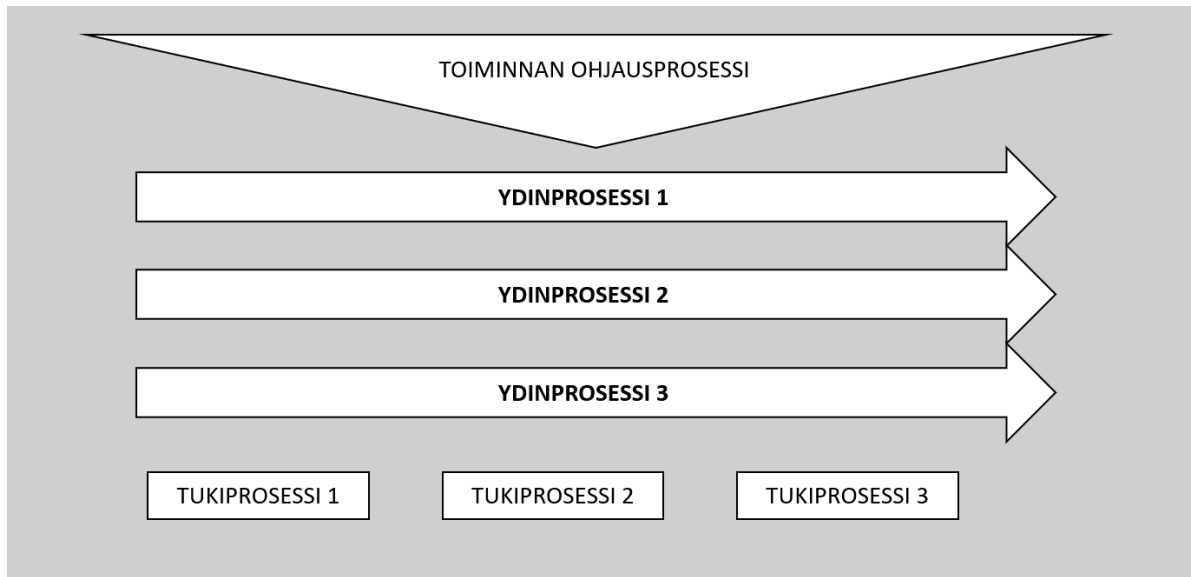 TOIMINNAN OHJAUSPROSESSI
YDINPROSESSI 1
YDINPROSESSI 2
YDINPROSESSI 3
TUKIPROSESSI 1
TUKIPROSESSI 2
TUKIPROSESSI 3